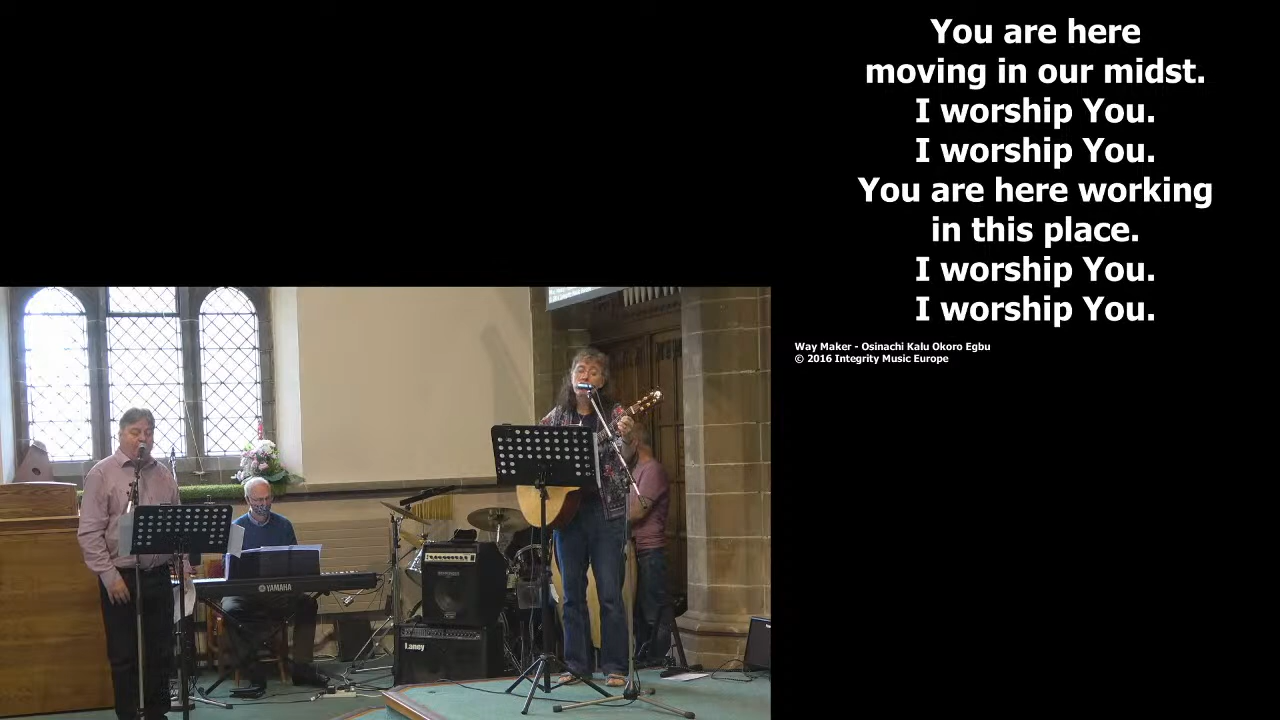 You are here
moving in our midst.
I worship You.
I worship You.
You are here working
in this place.
I worship You.
I worship You.
Way Maker - Osinachi Kalu Okoro Egbu
© 2016 Integrity Music Europe
YAMAHA
Laney